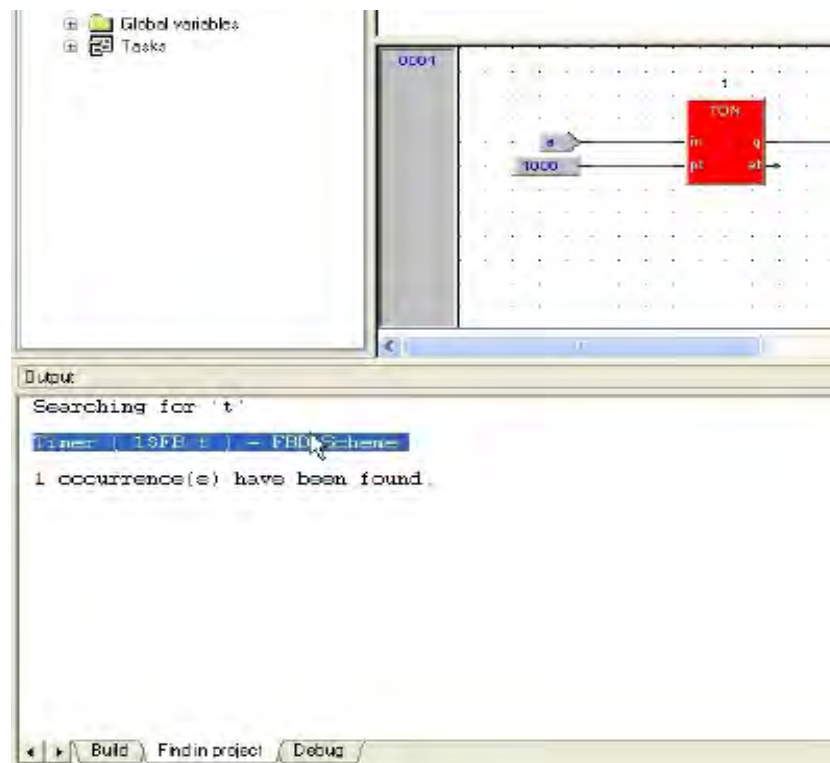 Global variables
Tasks
0001
TON
a
in q
1000
pt et
Output
Searching for 't'
Timer ( 1SFB t ) - FBD Scheme
1 occurrence(s) have been found.
Build Find in project Debug